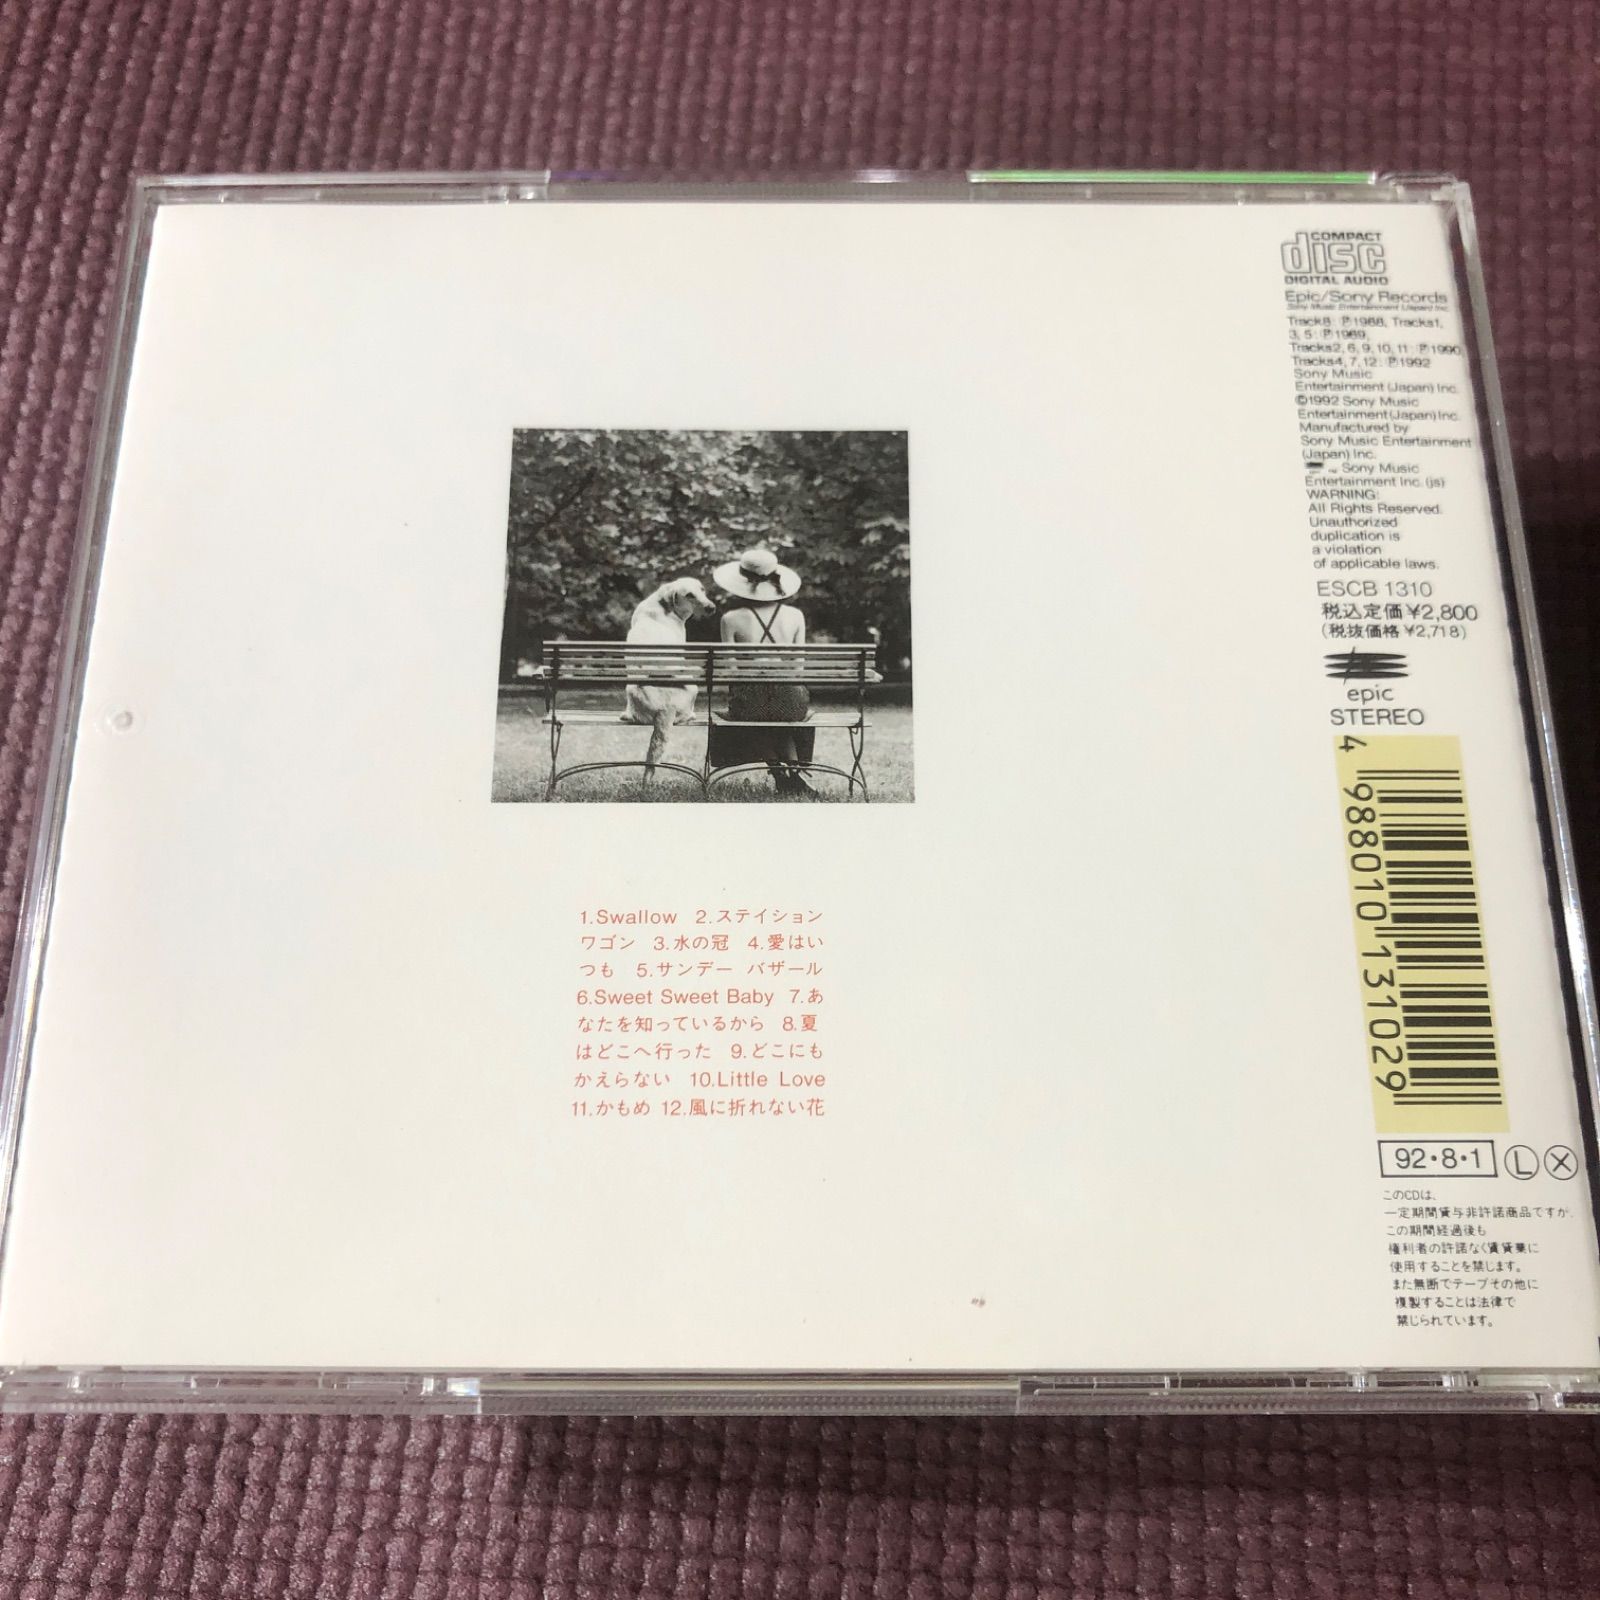 COMPACT
disc
DIGITAL AUDIO
Epic/Sony Records
Sony Music Entertainment (Japan) Inc.
Track8: Ⓟ1988, Tracks1,
3, 5: Ⓟ1989,
Tracks2, 6, 9, 10, 11: Ⓟ1990,
Tracks4, 7, 12: Ⓟ1992
Sony Music
Entertainment (Japan) Inc.
©1992 Sony Music
Entertainment (Japan) Inc.
Manufactured by
Sony Music Entertainment
(Japan) Inc.
Sony Music
Entertainment Inc. (js)
WARNING:
All Rights Reserved.
Unauthorized
duplication is
a violation
of applicable laws.
ESCB 1310
税込定価¥2,800
(税抜価格¥2,718)
epic
STEREO
4 988010 131029
92・8・1 Ⓛ Ⓧ
このCDは、
一定期間貸与非許諾商品ですが、
この期間経過後も
権利者の許諾なく賃貸業に
使用することを禁じます。
また無断でテープその他に
複製することは法律で
禁じられています。
1.Swallow 2.ステイション
ワゴン 3.水の冠 4.愛はい
つも 5.サンデー バザール
6.Sweet Sweet Baby 7.あ
なたを知っているから 8.夏
はどこへ行った 9.どこにも
かえらない 10.Little Love
11.かもめ 12.風に折れない花